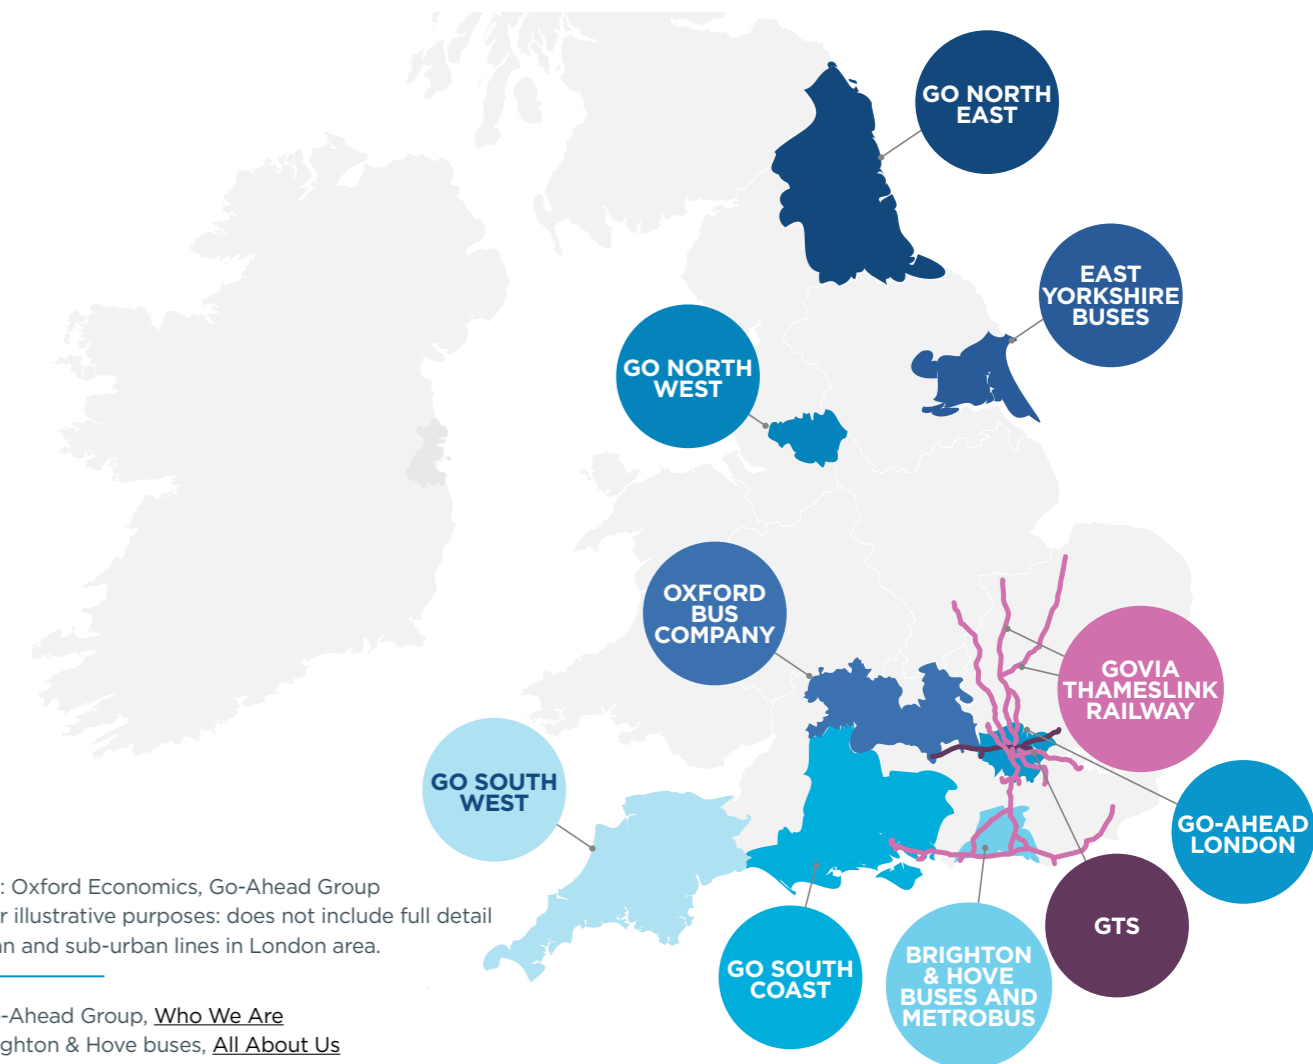 GO NORTH
EAST
EAST
YORKSHIRE
BUSES
GO NORTH
WEST
OXFORD
BUS
COMPANY
GOVIA
THAMESLINK
RAILWAY
GO SOUTH
WEST
GO-AHEAD
LONDON
GTS
GO SOUTH
COAST
BRIGHTON
& HOVE
BUSES AND
METROBUS
: Oxford Economics, Go-Ahead Group
illustrative purposes: does not include full detail
and sub-urban lines in London area.
-Ahead Group, Who We Are
& Hove buses, All About Us